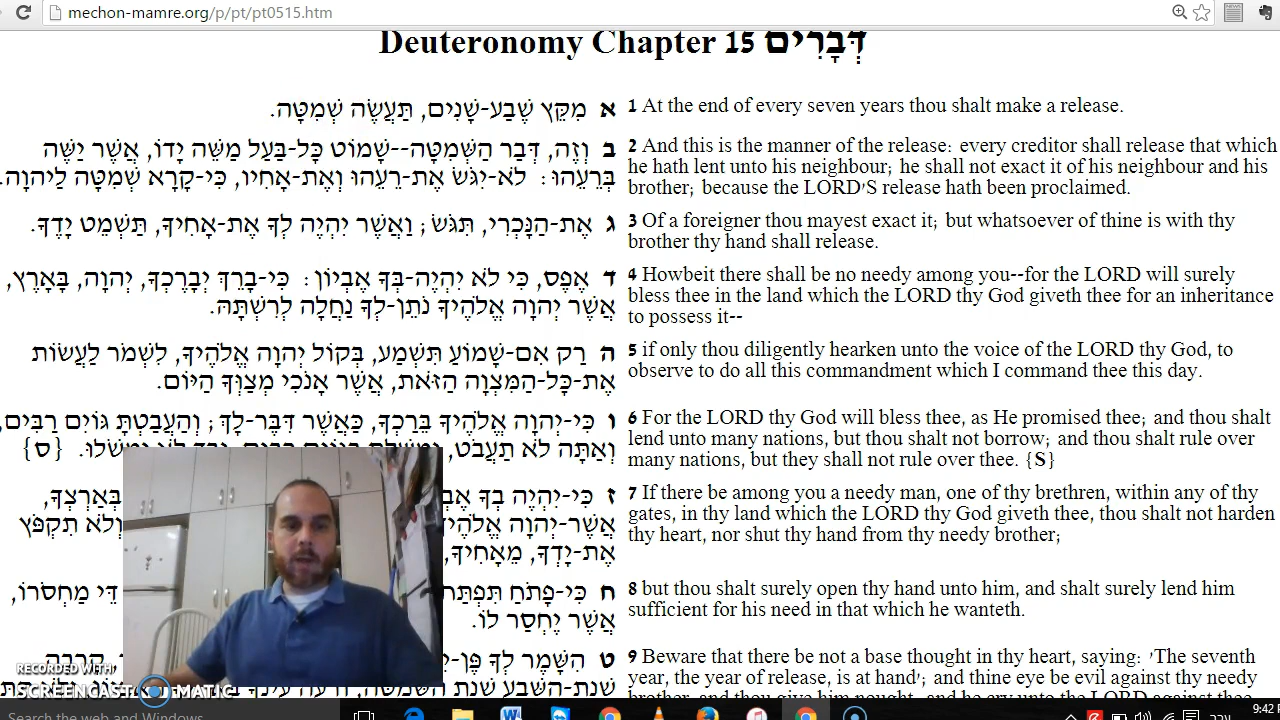 mechon-mamre.org/p/pt/pt0515.htm
Deuteronomy Chapter 15 דְּבָרִים
א מִקֵּץ שֶׁבַע-שָׁנִים, תַּעֲשֶׂה שְׁמִטָּה.
1 At the end of every seven years thou shalt make a release.
ב וְזֶה, דְּבַר הַשְּׁמִטָּה--שָׁמוֹט כָּל-בַּעַל מַשֵּׁה יָדוֹ, אֲשֶׁר יַשֶּׁה
בְּרֵעֵהוּ: לֹא-יִגֹּשׂ אֶת-רֵעֵהוּ וְאֶת-אָחִיו, כִּי-קָרָא שְׁמִטָּה לַיהוָה.
2 And this is the manner of the release: every creditor shall release that which
he hath lent unto his neighbour; he shall not exact it of his neighbour and his
brother; because the LORD'S release hath been proclaimed.
ג אֶת-הַנָּכְרִי, תִּגֹּשׂ; וַאֲשֶׁר יִהְיֶה לְךָ אֶת-אָחִיךָ, תַּשְׁמֵט יָדֶךָ.
3 Of a foreigner thou mayest exact it; but whatsoever of thine is with thy
brother thy hand shall release.
ד אֶפֶס, כִּי לֹא יִהְיֶה-בְּךָ אֶבְיוֹן: כִּי-בָרֵךְ יְבָרֶכְךָ, יְהוָה, בָּאָרֶץ,
אֲשֶׁר יְהוָה אֱלֹהֶיךָ נֹתֵן-לְךָ נַחֲלָה לְרִשְׁתָּהּ.
4 Howbeit there shall be no needy among you--for the LORD will surely
bless thee in the land which the LORD thy God giveth thee for an inheritance
to possess it--
ה רַק אִם-שָׁמוֹעַ תִּשְׁמַע, בְּקוֹל יְהוָה אֱלֹהֶיךָ, לִשְׁמֹר לַעֲשׂוֹת
אֶת-כָּל-הַמִּצְוָה הַזֹּאת, אֲשֶׁר אָנֹכִי מְצַוְּךָ הַיּוֹם.
5 if only thou diligently hearken unto the voice of the LORD thy God, to
observe to do all this commandment which I command thee this day.
ו כִּי-יְהוָה אֱלֹהֶיךָ בֵּרַכְךָ, כַּאֲשֶׁר דִּבֶּר-לָךְ; וְהַעֲבַטְתָּ גּוֹיִם רַבִּים,
וְאַתָּה לֹא תַעֲבֹט, {ס}
6 For the LORD thy God will bless thee, as He promised thee; and thou shalt
lend unto many nations, but thou shalt not borrow; and thou shalt rule over
many nations, but they shall not rule over thee. {S}
ז כִּי-יִהְיֶה בְךָ בְּאַרְצְךָ,
אֲשֶׁר-יְהוָה וְלֹא תִקְפֹּץ
אֶת-יָדְךָ, מֵאָחִיךָ,
7 If there be among you a needy man, one of thy brethren, within any of thy
gates, in thy land which the LORD thy God giveth thee, thou shalt not harden
thy heart, nor shut thy hand from thy needy brother;
ח כִּי-פָתֹחַ דֵּי מַחְסֹרוֹ,
אֲשֶׁר יֶחְסַר לוֹ.
8 but thou shalt surely open thy hand unto him, and shalt surely lend him
sufficient for his need in that which he wanteth.
ט הִשָּׁמֶר לְךָ
שְׁנַת-הַשֶּׁבַע שְׁנַת הַשְּׁמִטָּה,
9 Beware that there be not a base thought in thy heart, saying: 'The seventh
year, the year of release, is at hand'; and thine eye be evil against thy needy
RECORDED WITH
SCREENCAST MATIC
Search the web and Windows
9:42